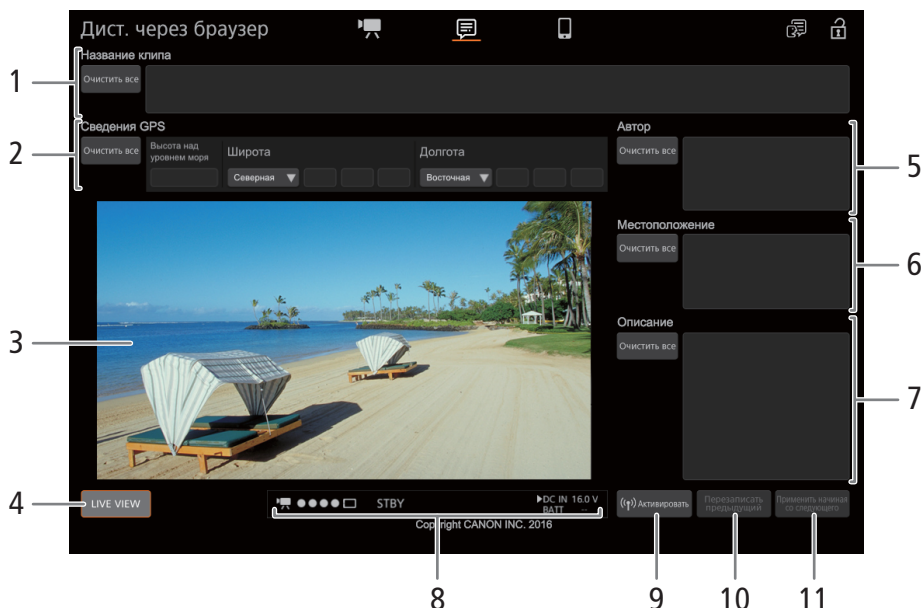 Дист. через браузер
Название клипа
1
Очистить все
Сведения GPS
Автор
2
Очистить все
Высота над
уровнем моря
Широта
Долгота
Северная
Восточная
Очистить все
5
Местоположение
Очистить все
6
3
Описание
Очистить все
7
4
LIVE VIEW
STBY
DC IN 16.0 V
BATT --
Активировать
Перезаписать
предыдущий
Применить начиная
со следующего
Copyright CANON INC. 2016
8
9
10
11